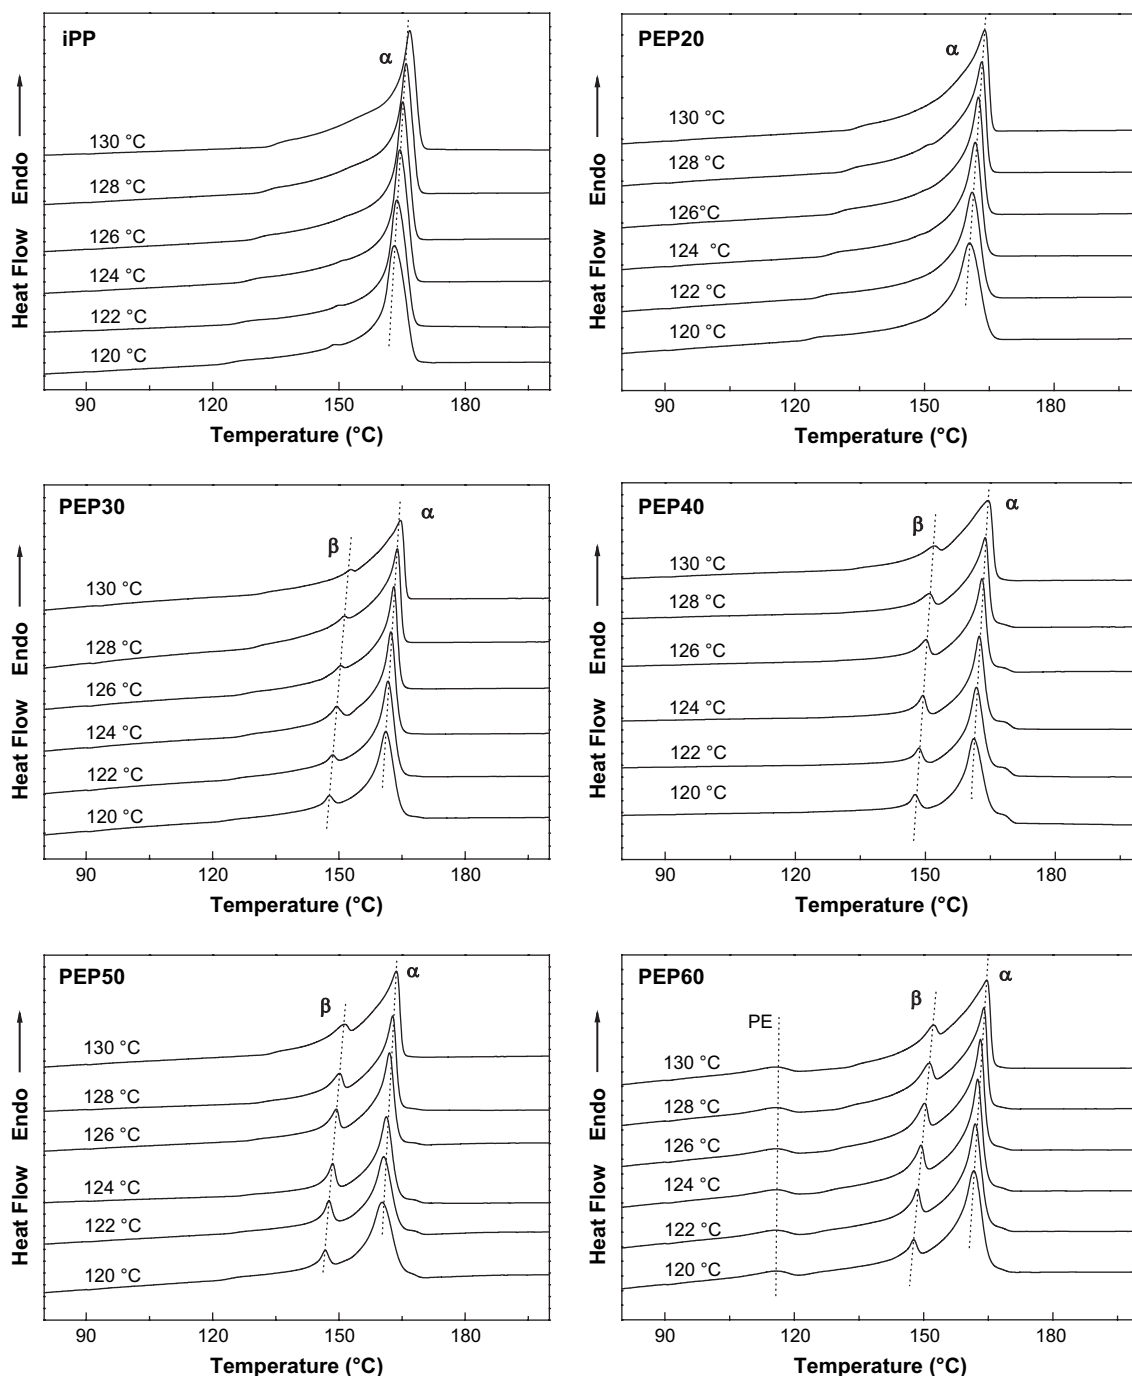 iPP
α
130 °C
128 °C
126 °C
124 °C
122 °C
120 °C
Heat Flow Endo
90 120 150 180
Temperature (°C)
PEP20
α
130 °C
128 °C
126°C
124 °C
122 °C
120 °C
Heat Flow Endo
90 120 150 180
Temperature (°C)
PEP30
α
β
130 °C
128 °C
126 °C
124 °C
122 °C
120 °C
Heat Flow Endo
90 120 150 180
Temperature (°C)
PEP40
α
β
130 °C
128 °C
126 °C
124 °C
122 °C
120 °C
Heat Flow Endo
90 120 150 180
Temperature (°C)
PEP50
α
β
130 °C
128 °C
126 °C
124 °C
122 °C
120 °C
Heat Flow Endo
90 120 150 180
Temperature (°C)
PEP60
α
β
PE
130 °C
128 °C
126 °C
124 °C
122 °C
120 °C
Heat Flow Endo
90 120 150 180
Temperature (°C)